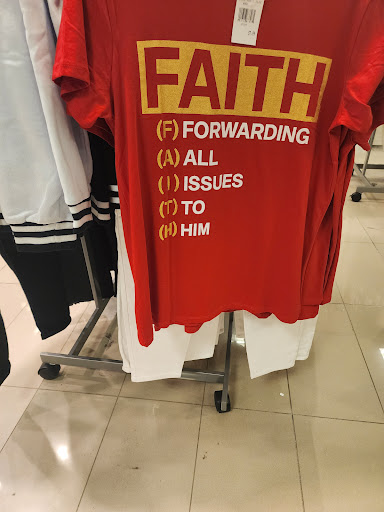 FAITH
(F) FORWARDING
(A) ALL
(I) ISSUES
(T) TO
(H) HIM